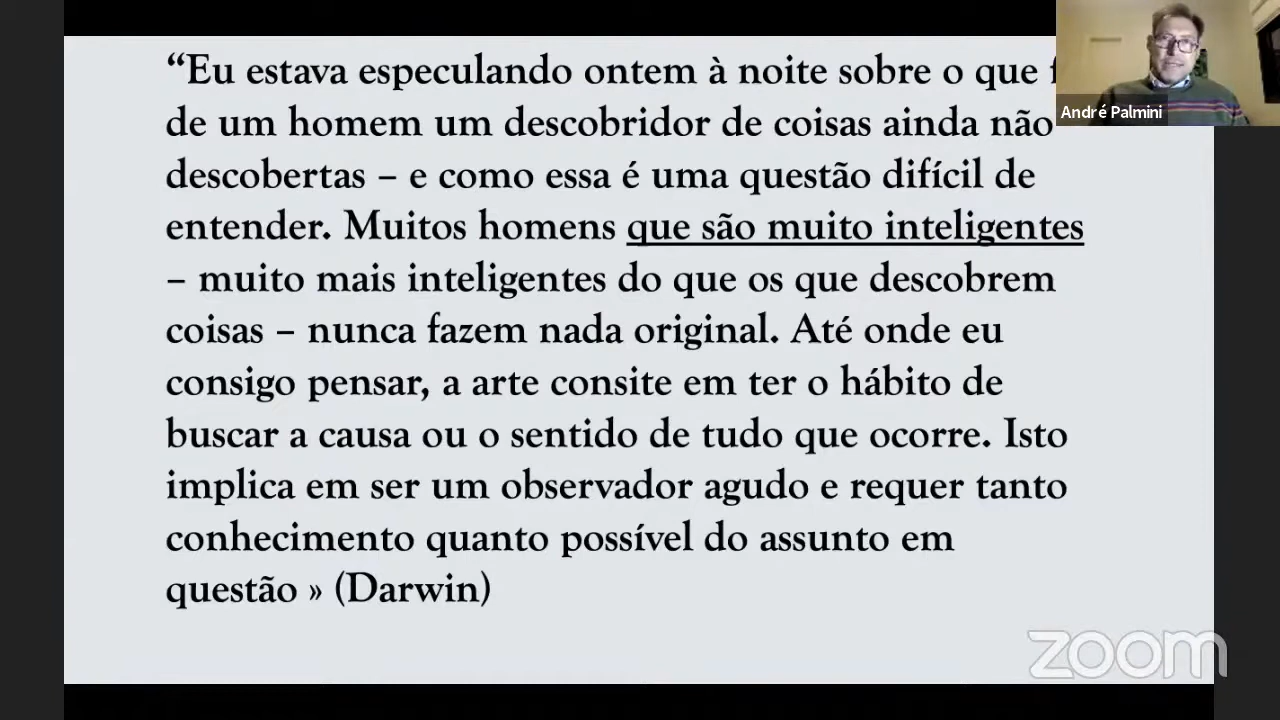 “Eu estava especulando ontem à noite sobre o que
de um homem um descobridor de coisas ainda não
descobertas – e como essa é uma questão difícil de
entender. Muitos homens que são muito inteligentes
– muito mais inteligentes do que os que descobrem
coisas – nunca fazem nada original. Até onde eu
consigo pensar, a arte consite em ter o hábito de
buscar a causa ou o sentido de tudo que ocorre. Isto
implica em ser um observador agudo e requer tanto
conhecimento quanto possível do assunto em
questão » (Darwin)
André Palmini
zoom